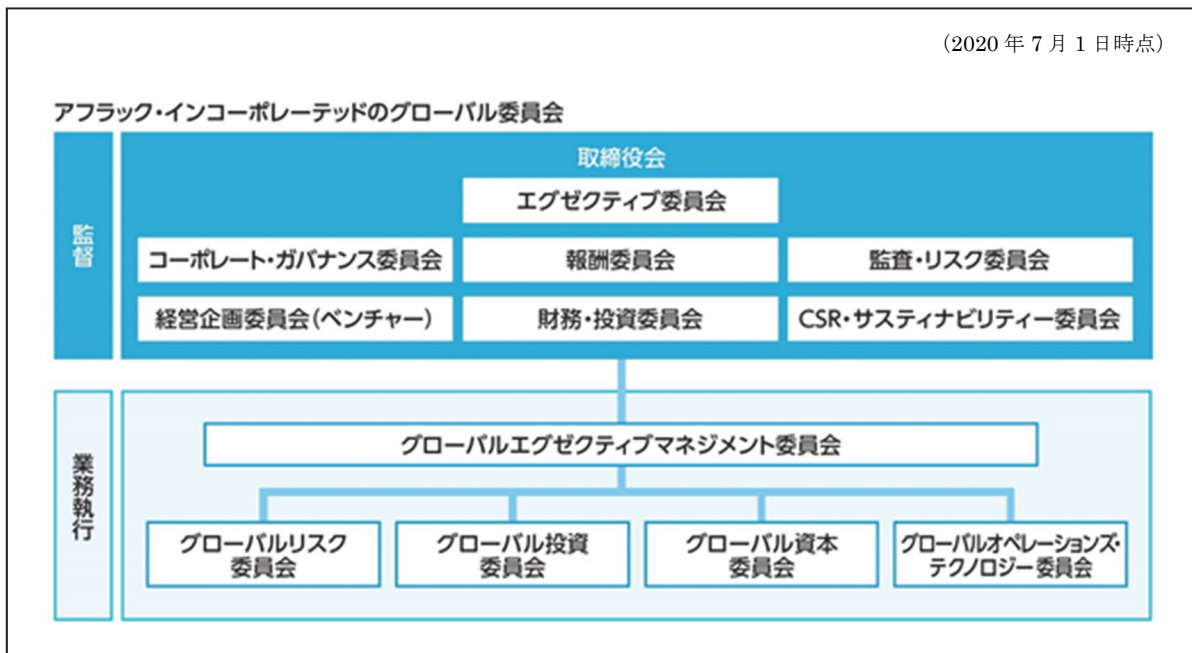 (2020年7月1日時点)
アフラック・インコーポレーテッドのグローバル委員会
監督
取締役会
エグゼクティブ委員会
コーポレート・ガバナンス委員会
報酬委員会
監査・リスク委員会
経営企画委員会(ベンチャー)
財務・投資委員会
CSR・サスティナビリティー委員会
業務執行
グローバルエグゼクティブマネジメント委員会
グローバルリスク
委員会
グローバル投資
委員会
グローバル資本
委員会
グローバルオペレーションズ・
テクノロジー委員会